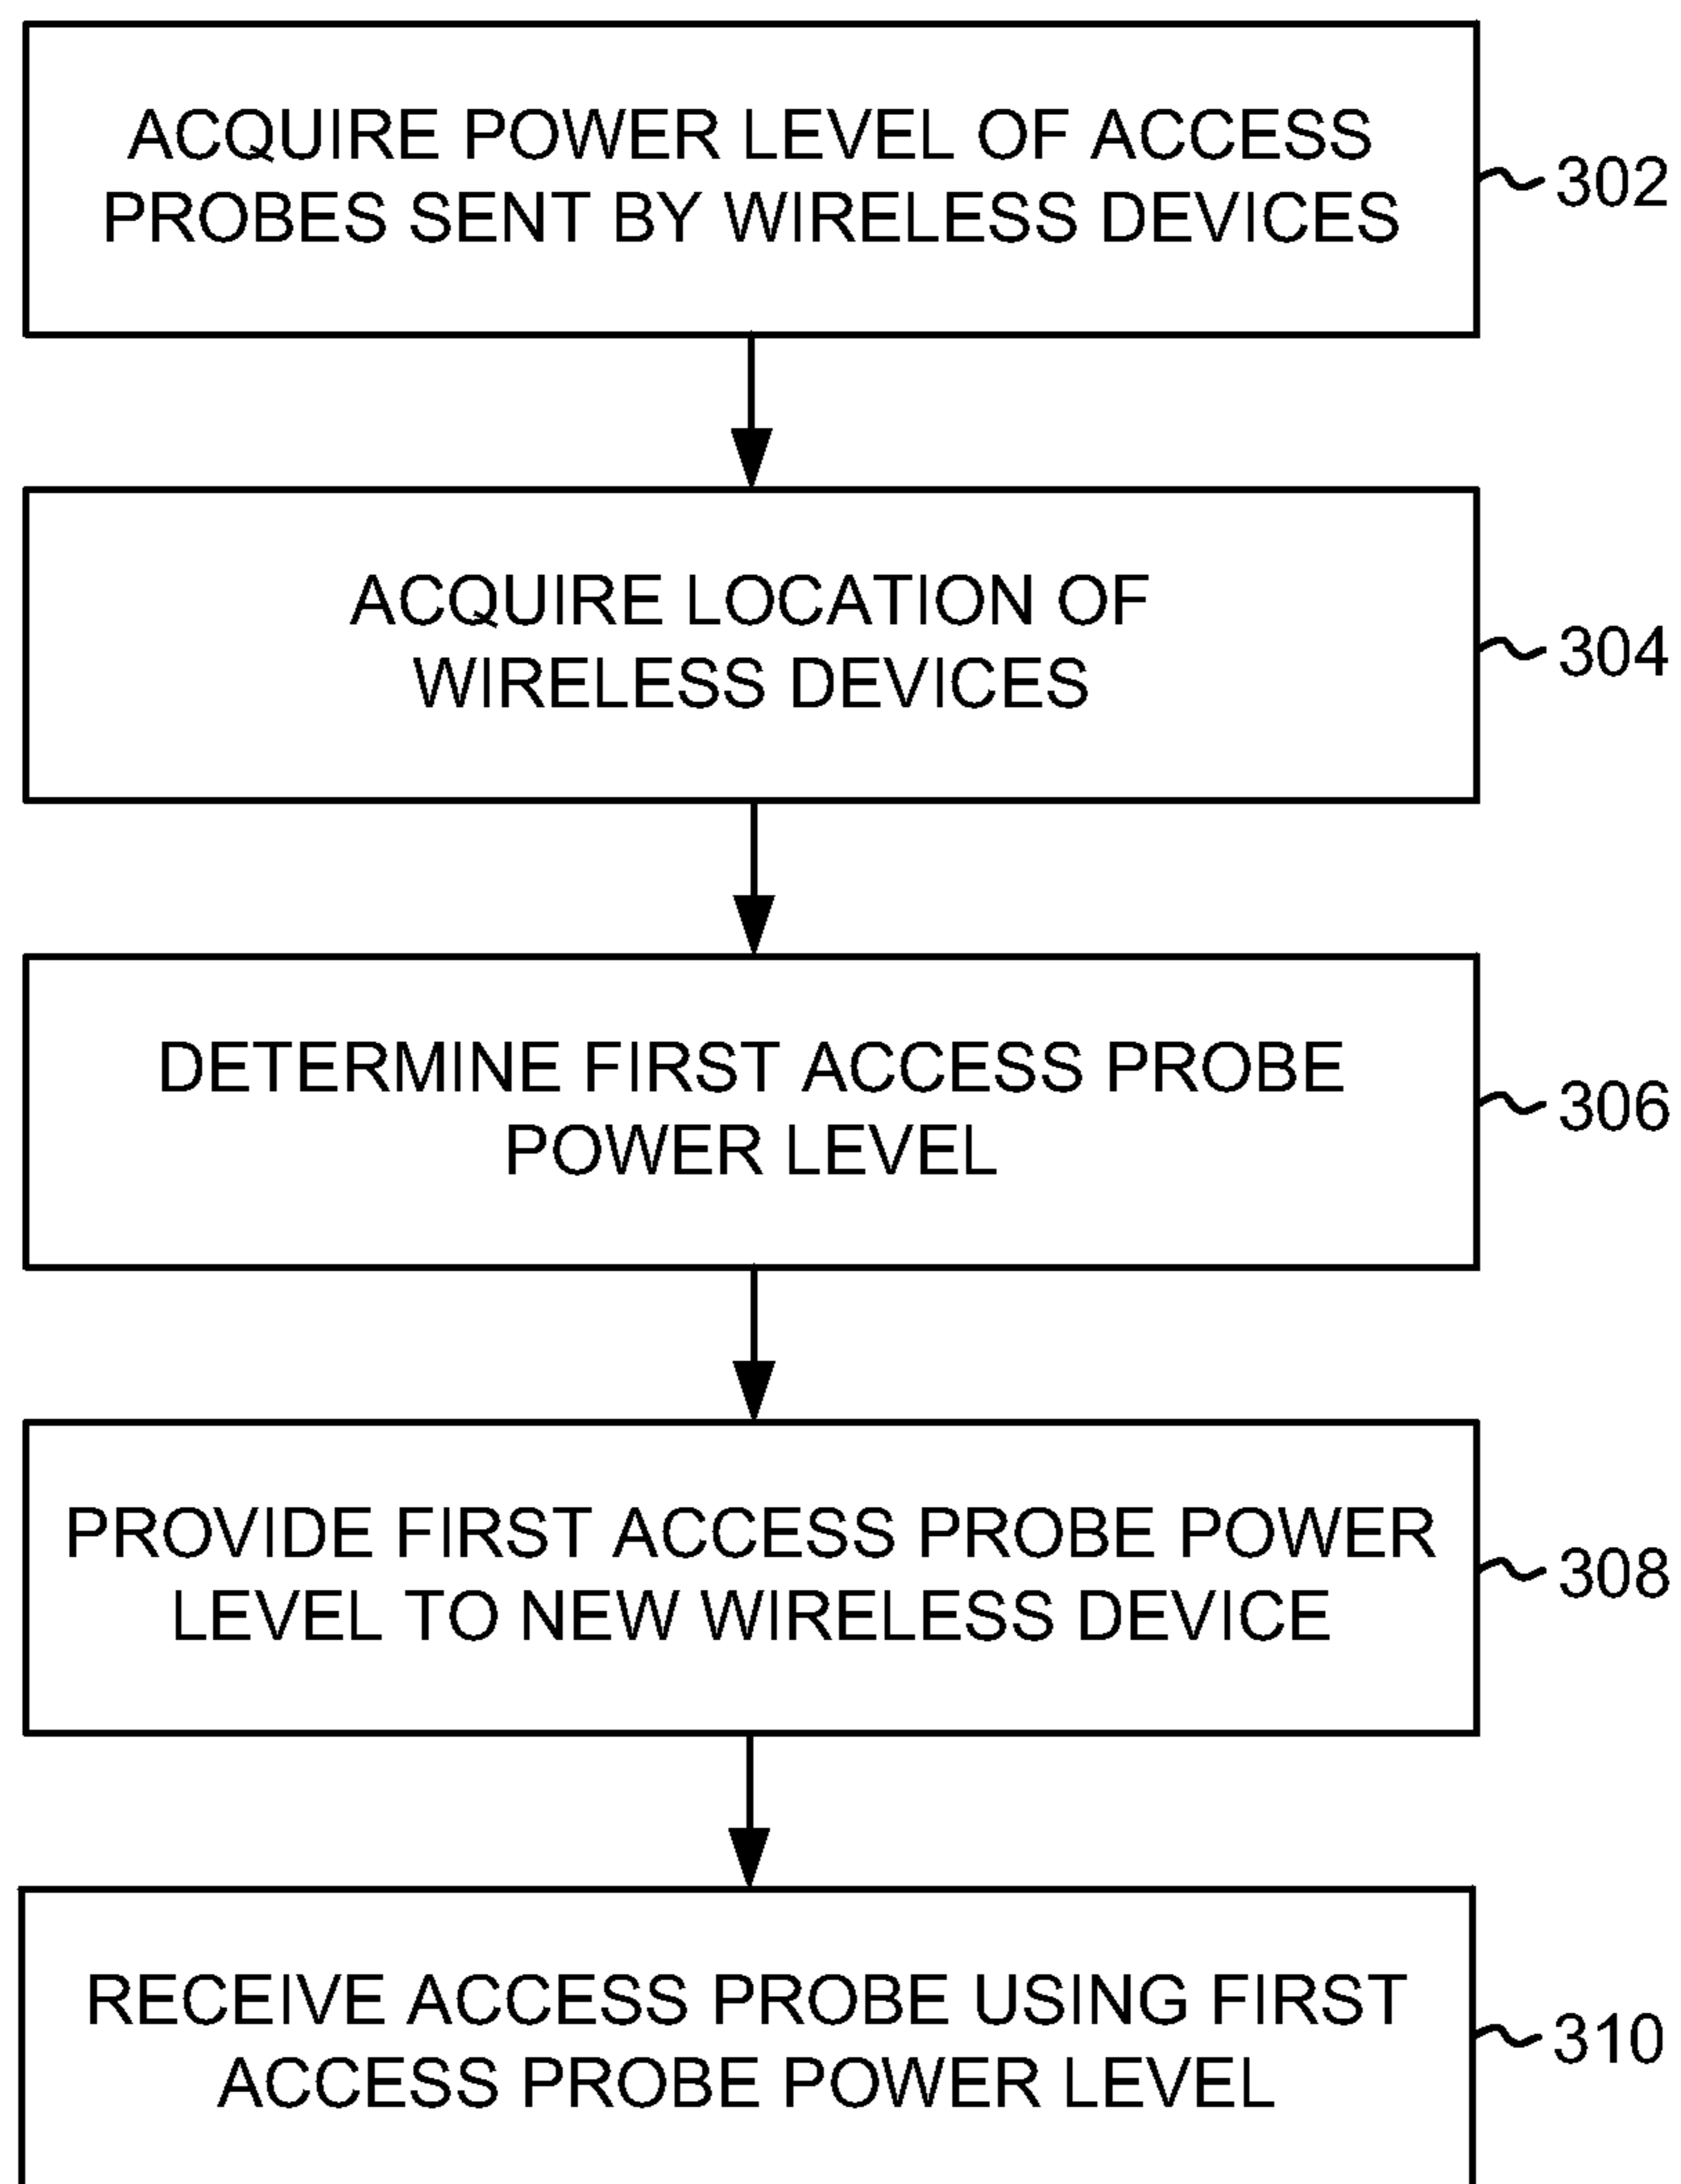 ACQUIRE POWER LEVEL OF ACCESS
PROBES SENT BY WIRELESS DEVICES
302
ACQUIRE LOCATION OF
WIRELESS DEVICES
304
DETERMINE FIRST ACCESS PROBE
POWER LEVEL
306
PROVIDE FIRST ACCESS PROBE POWER
LEVEL TO NEW WIRELESS DEVICE
308
RECEIVE ACCESS PROBE USING FIRST
ACCESS PROBE POWER LEVEL
310